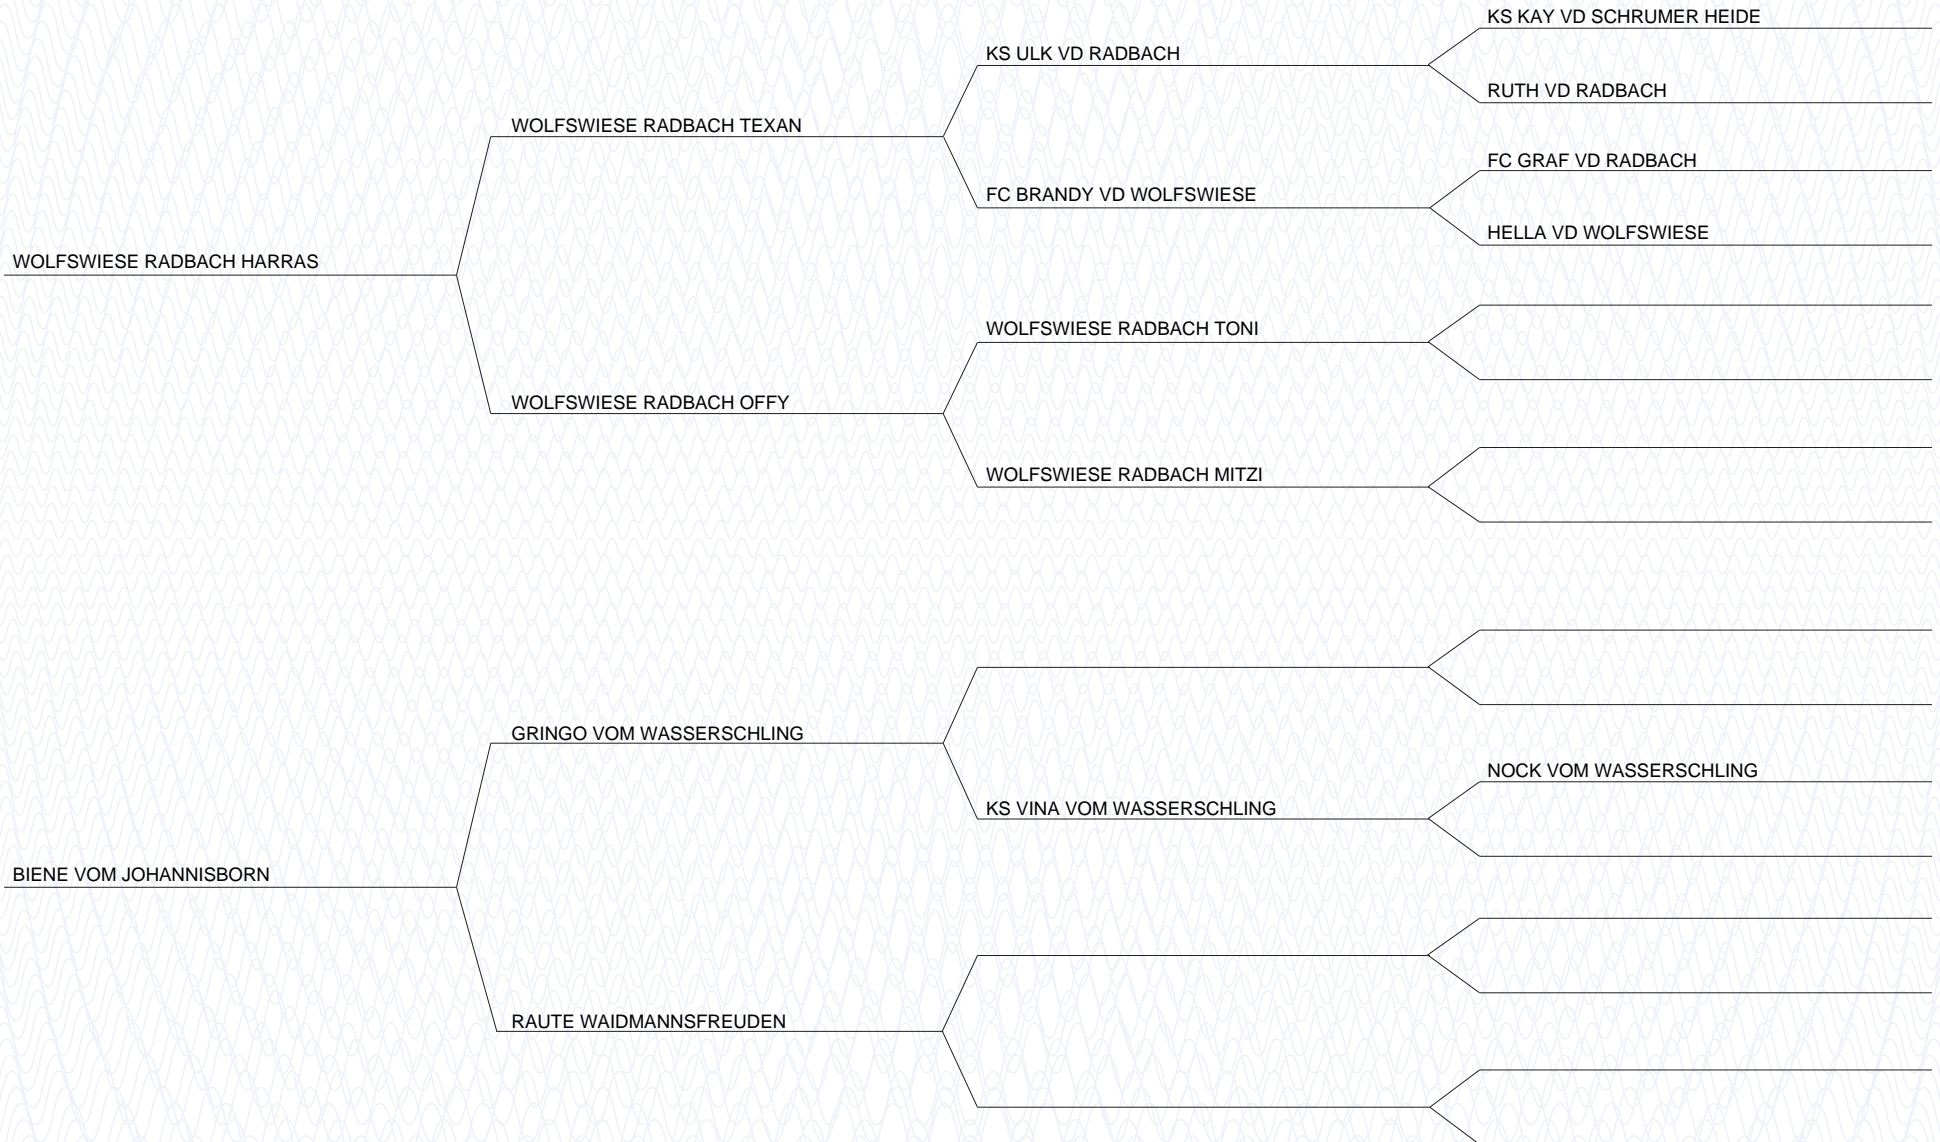 KS KAY VD SCHRUMER HEIDE
KS ULK VD RADBACH
RUTH VD RADBACH
WOLFSWIESE RADBACH TEXAN
FC GRAF VD RADBACH
FC BRANDY VD WOLFSWIESE
HELLA VD WOLFSWIESE
WOLFSWIESE RADBACH HARRAS
WOLFSWIESE RADBACH TONI
WOLFSWIESE RADBACH OFFY
WOLFSWIESE RADBACH MITZI
GRINGO VOM WASSERSCHLING
NOCK VOM WASSERSCHLING
KS VINA VOM WASSERSCHLING
BIENE VOM JOHANNISBORN
RAUTE WAIDMANNSFREUDEN